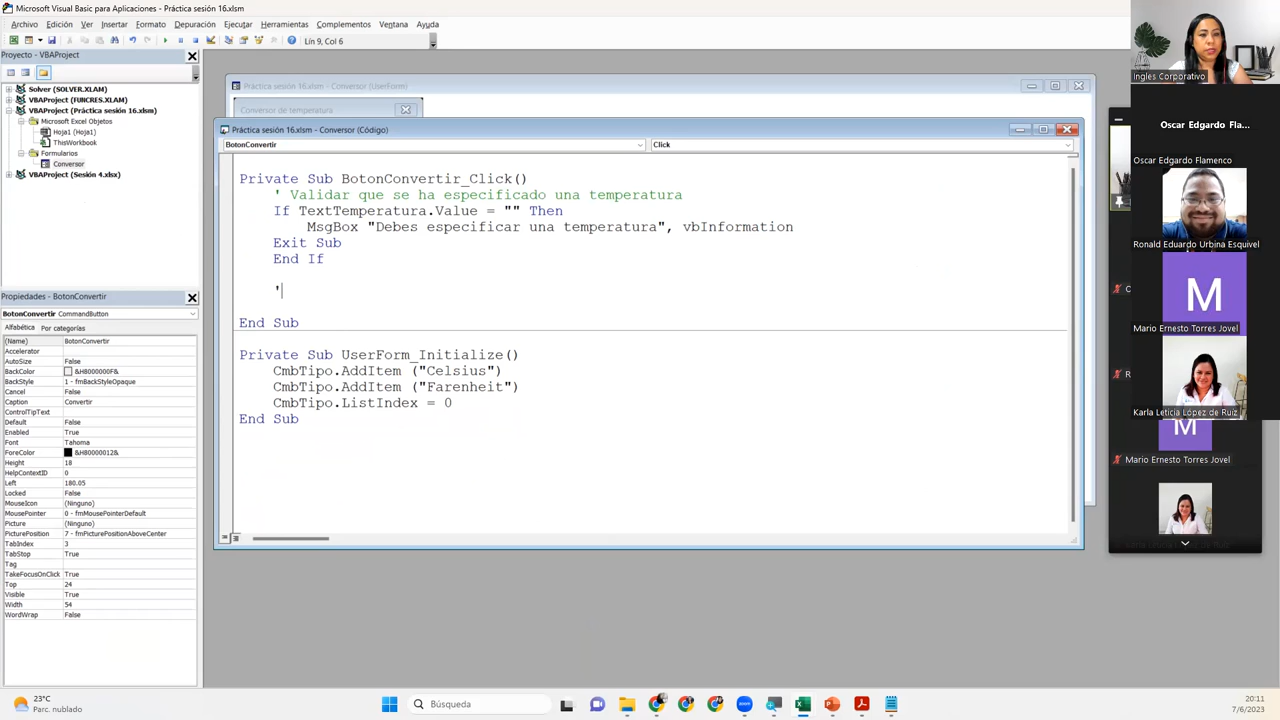 Microsoft Visual Basic para Aplicaciones - Práctica sesión 16.xlsm
Archivo Edición Ver Insertar Formato Depuración Ejecutar Herramientas Complementos Ventana Ayuda
Lín 9, Col 6
Proyecto - VBAProject
Solver (SOLVER.XLAM)
VBAProject (FUNCRES.XLAM)
VBAProject (Práctica sesión 16.xlsm)
Microsoft Excel Objetos
Hoja1 (Hoja1)
ThisWorkbook
Formularios
Conversor
VBAProject (Sesión 4.xlsx)
Propiedades - BotonConvertir
BotonConvertir CommandButton
Alfabética Por categorías
(Name) BotonConvertir
Accelerator
AutoSize False
BackColor &H8000000F&
BackStyle 1 - fmBackStyleOpaque
Cancel False
Caption Convertir
ControlTipText
Default False
Enabled True
Font Tahoma
ForeColor &H80000012&
Height 18
HelpContextID 0
Left 180.05
Locked False
MouseIcon (Ninguno)
MousePointer 0 - fmMousePointerDefault
Picture (Ninguno)
PicturePosition 7 - fmPicturePositionAboveCenter
TabIndex 3
TabStop True
Tag
TakeFocusOnClick True
Top 24
Visible True
Width 54
WordWrap False
Práctica sesión 16.xlsm - Conversor (UserForm)
Conversor de temperatura
Práctica sesión 16.xlsm - Conversor (Código)
BotonConvertir Click
Private Sub BotonConvertir_Click()
' Validar que se ha especificado una temperatura
If TextTemperatura.Value = "" Then
MsgBox "Debes especificar una temperatura", vbInformation
Exit Sub
End If
'
End Sub
Private Sub UserForm_Initialize()
CmbTipo.AddItem ("Celsius")
CmbTipo.AddItem ("Farenheit")
CmbTipo.ListIndex = 0
End Sub
Ingles Corporativo
Oscar Edgardo Fla...
Oscar Edgardo Flamenco
Ronald Eduardo Urbina Esquivel
M
Mario Ernesto Torres Jovel
Karla Leticia López de Ruiz
M
Mario Ernesto Torres Jovel
23°C
Parc. nublado
Búsqueda
20:11
7/6/2023